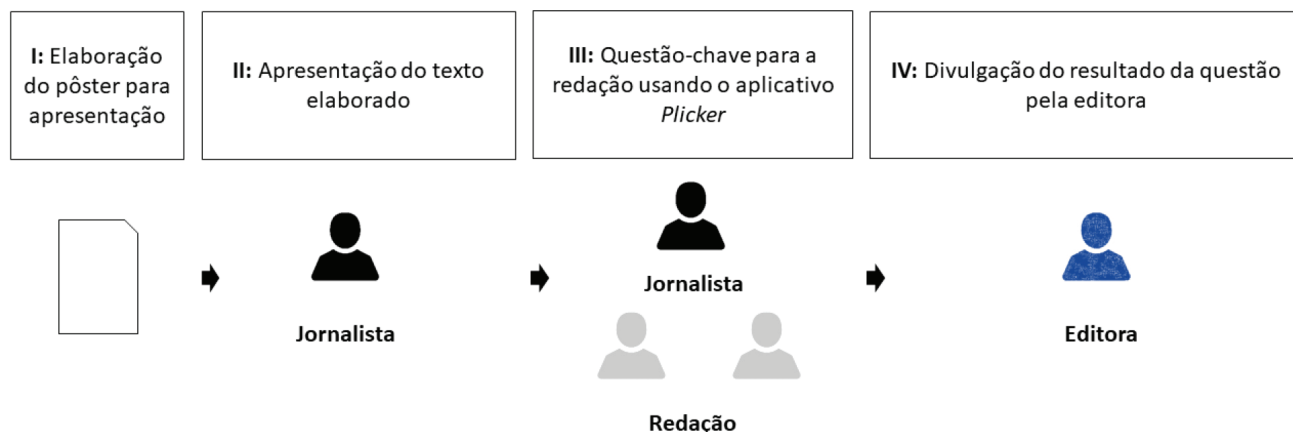 I: Elaboração
do pôster para
apresentação
II: Apresentação do texto
elaborado
III: Questão-chave para a
redação usando o aplicativo
Plicker
IV: Divulgação do resultado da questão
pela editora
Jornalista
Jornalista
Redação
Editora